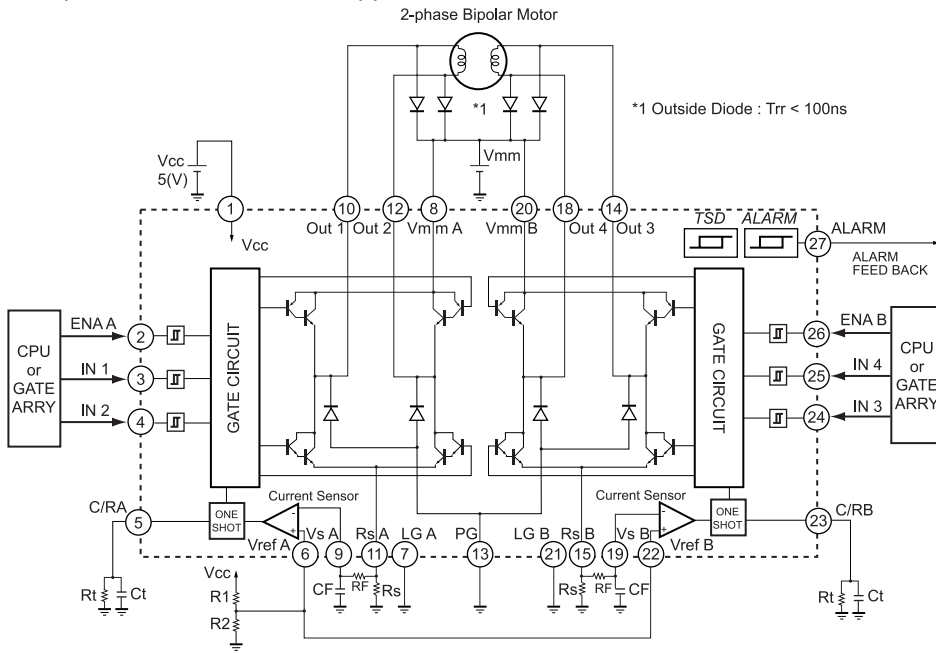 2-phase Bipolar Motor
*1
*1 Outside Diode : Trr < 100ns
Vcc
5(V)
Vmm
1
10
12
8
20
18
14
Vcc
Out 1
Out 2
Vmm A
Vmm B
Out 4
Out 3
TSD
ALARM
27
ALARM
ALARM
FEED BACK
CPU
or
GATE
ARRY
ENA A
2
IN 1
3
IN 2
4
GATE CIRCUIT
GATE CIRCUIT
26
ENA B
25
IN 4
24
IN 3
CPU
or
GATE
ARRY
C/RA
5
ONE
SHOT
Current Sensor
-
+
Vref A
Vs A
Rs A
LG A
PG
LG B
Rs B
Vs B
Vref B
Current Sensor
-
+
ONE
SHOT
23
C/RB
6
9
11
7
13
21
15
19
22
Rt
Ct
Vcc
R1
R2
CF
RF
Rs
Rs
RF
CF
Rt
Ct